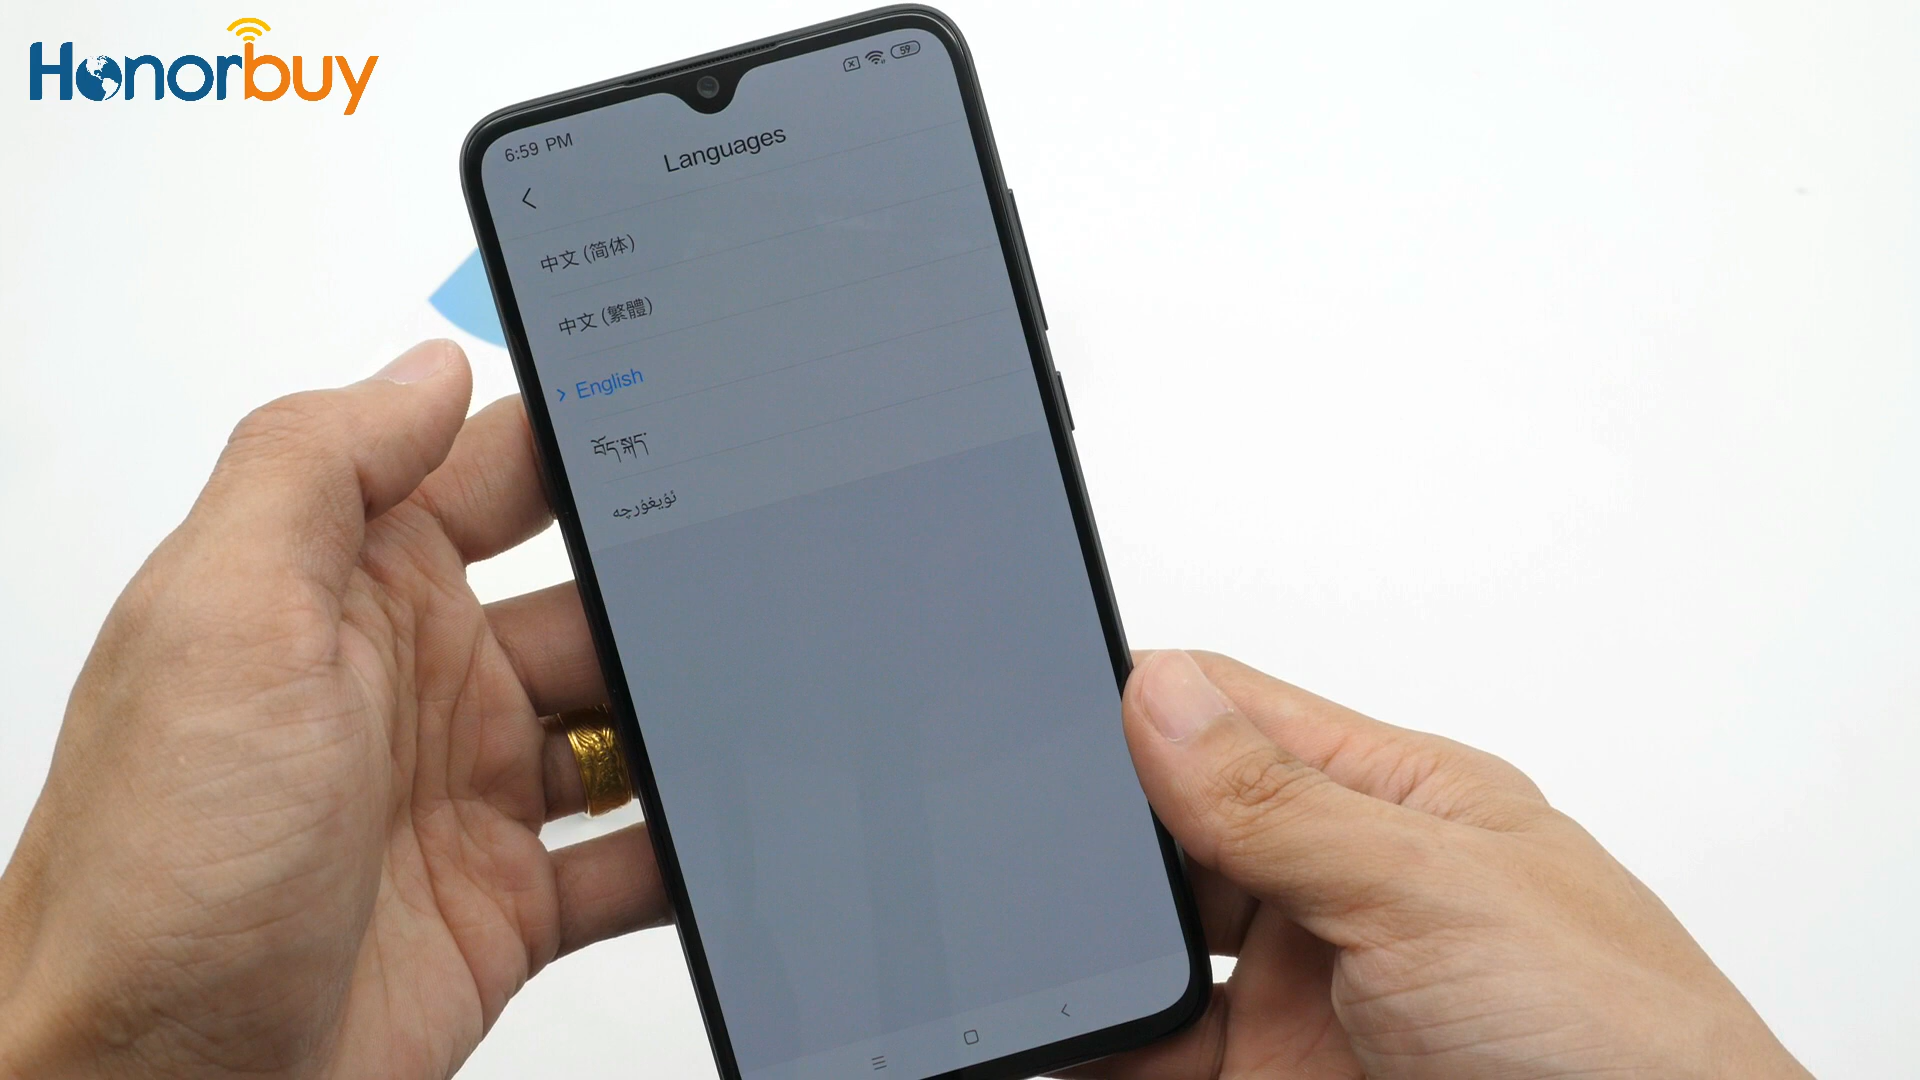 Honorbuy
59
6:59 PM
Languages
中文 (简体)
中文 (繁體)
English
བོད་སྐད་
ئۇيغۇرچە